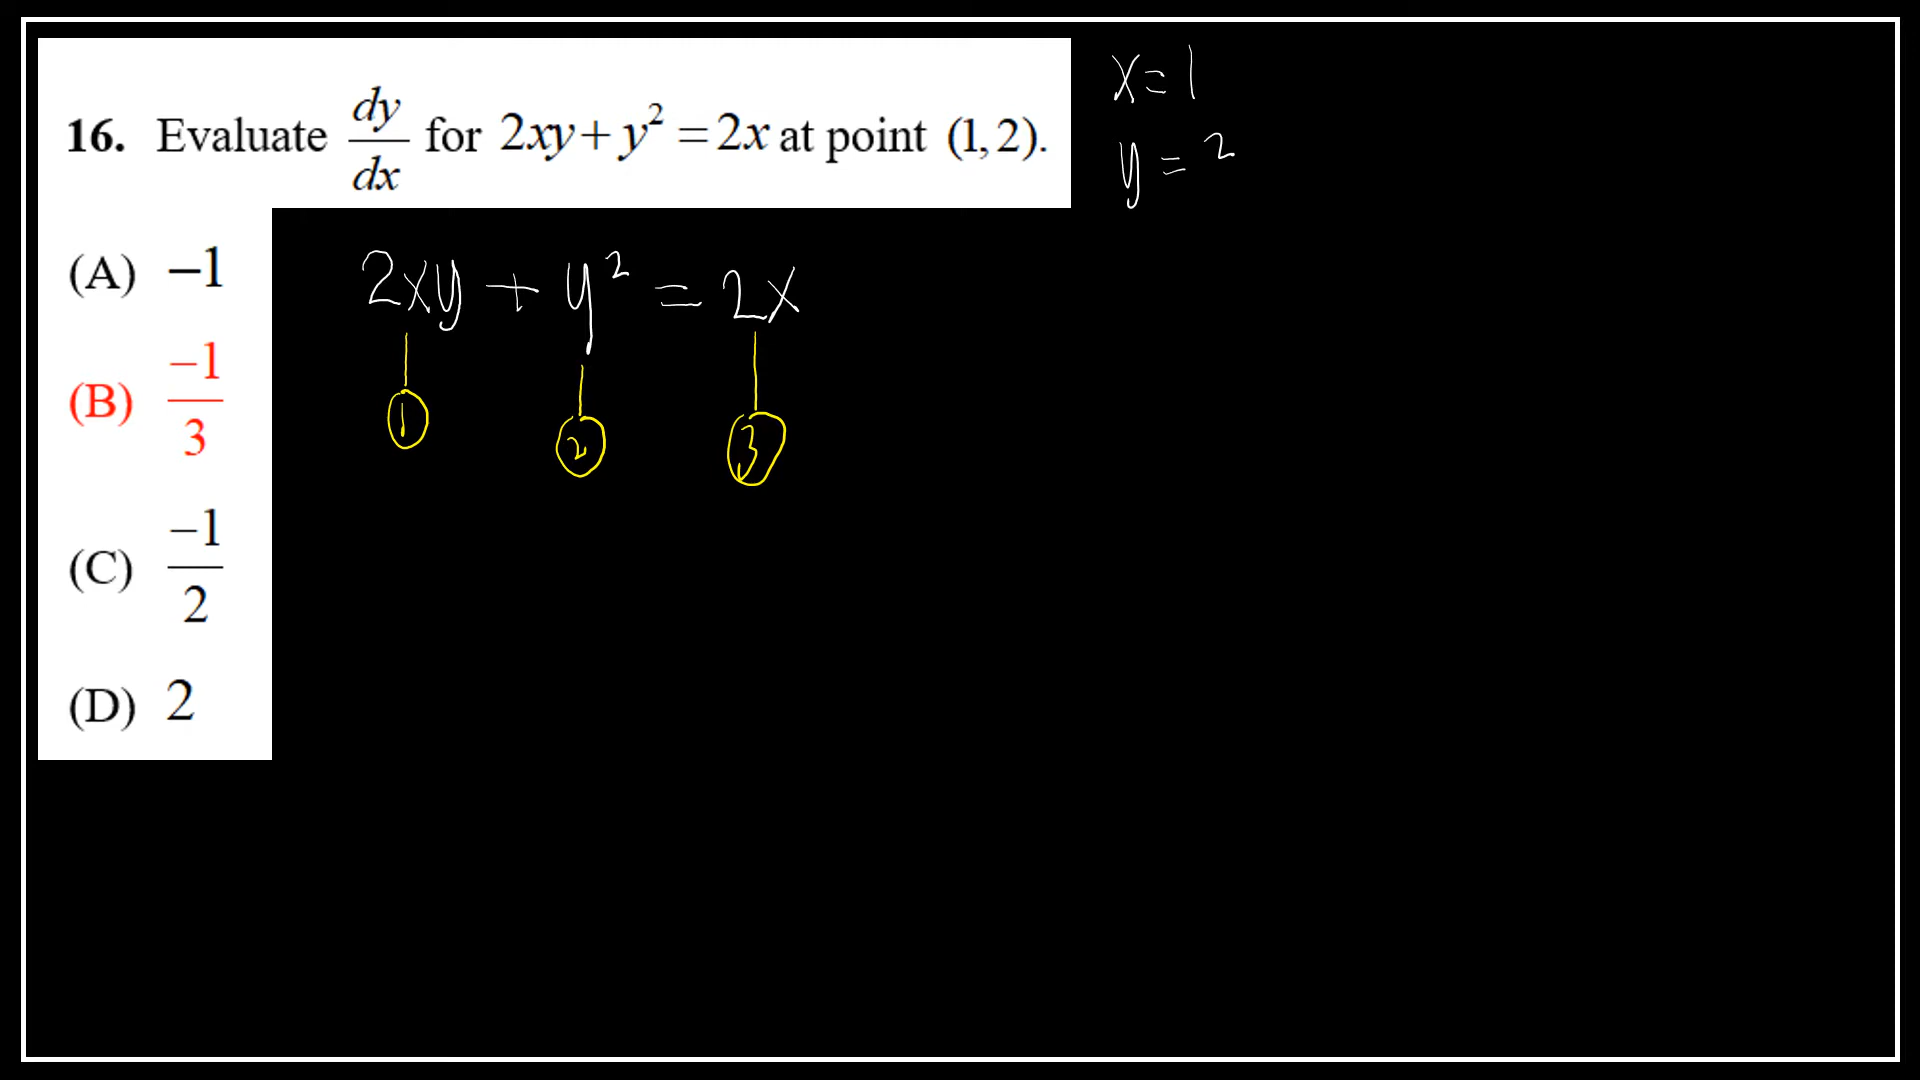 16. Evaluate dy/dx for 2xy + y² = 2x at point (1, 2).
x = 1
y = 2
(A) −1
2xy + y² = 2x
(B) −1/3
1 2 3
(C) −1/2
(D) 2